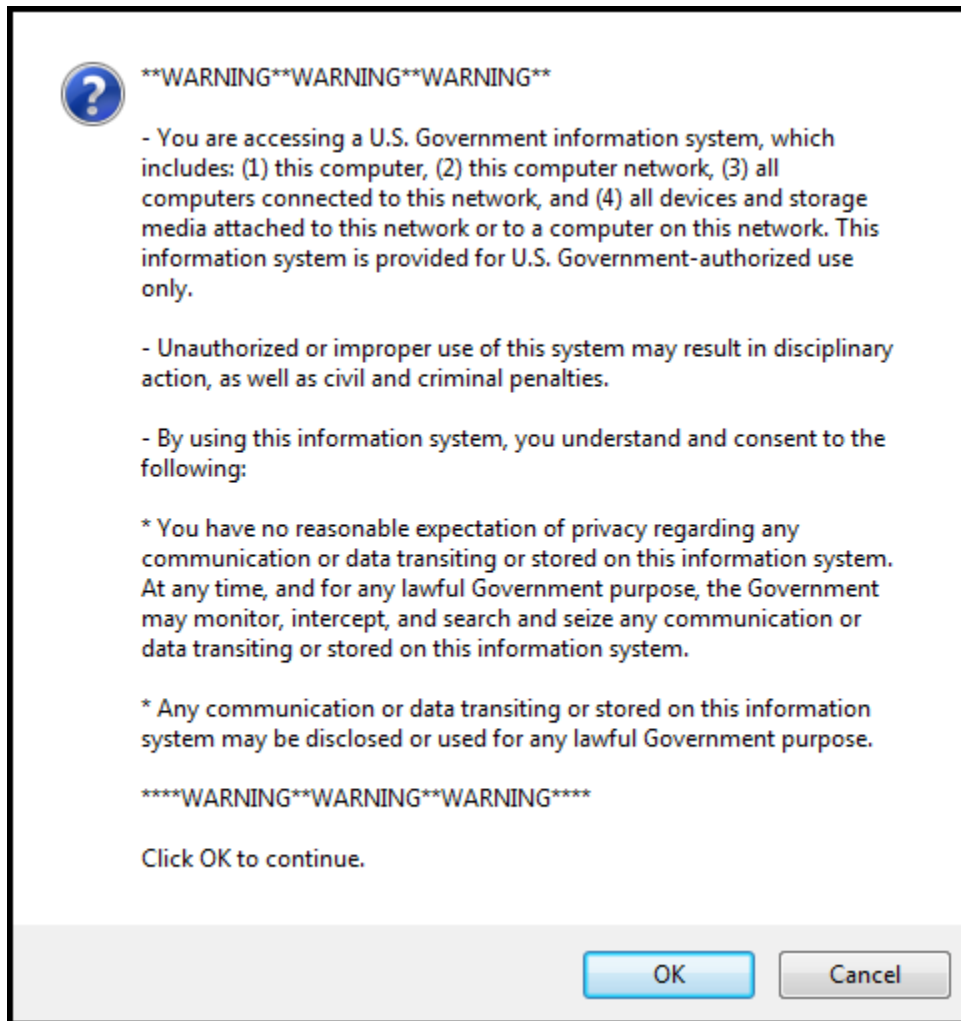 **WARNING**WARNING**WARNING**
- You are accessing a U.S. Government information system, which
includes: (1) this computer, (2) this computer network, (3) all
computers connected to this network, and (4) all devices and storage
media attached to this network or to a computer on this network. This
information system is provided for U.S. Government-authorized use
only.
- Unauthorized or improper use of this system may result in disciplinary
action, as well as civil and criminal penalties.
- By using this information system, you understand and consent to the
following:
* You have no reasonable expectation of privacy regarding any
communication or data transiting or stored on this information system.
At any time, and for any lawful Government purpose, the Government
may monitor, intercept, and search and seize any communication or
data transiting or stored on this information system.
* Any communication or data transiting or stored on this information
system may be disclosed or used for any lawful Government purpose.
****WARNING**WARNING**WARNING****
Click OK to continue.
OK
Cancel